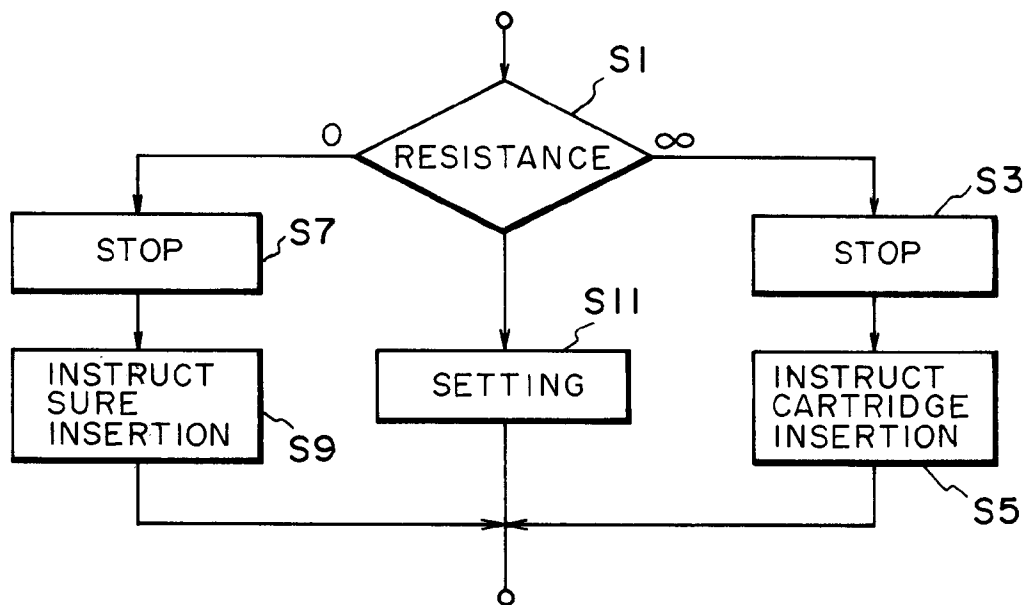 S1
0
RESISTANCE
∞
STOP
S7
S3
STOP
INSTRUCT
SURE
INSERTION
S9
S11
SETTING
INSTRUCT
CARTRIDGE
INSERTION
S5